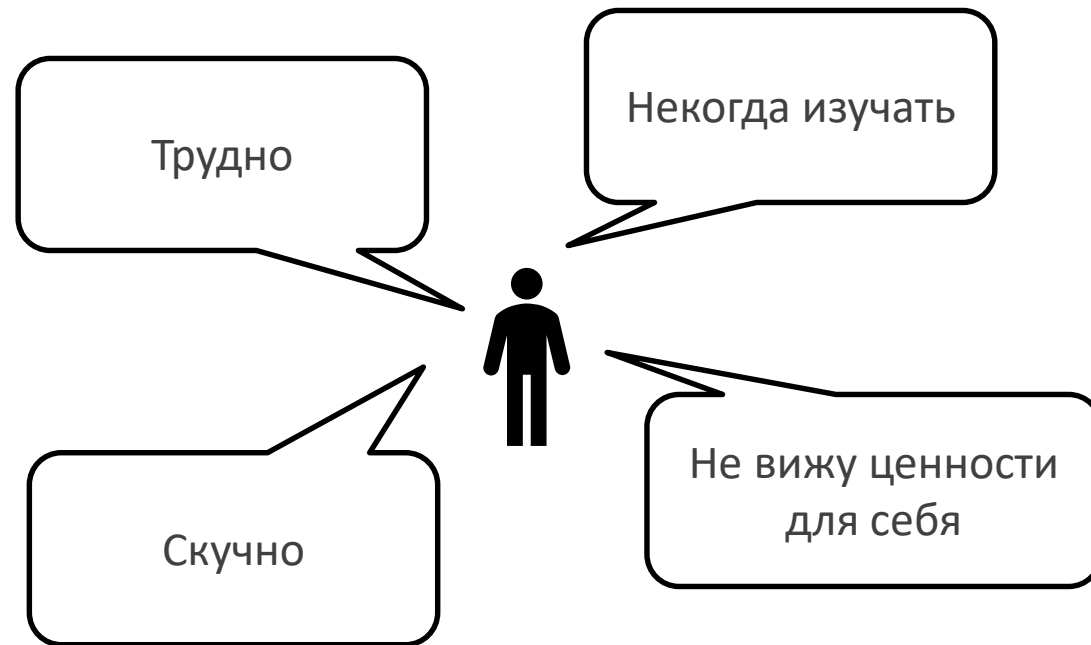 Трудно
Некогда изучать
Скучно
Не вижу ценности
для себя